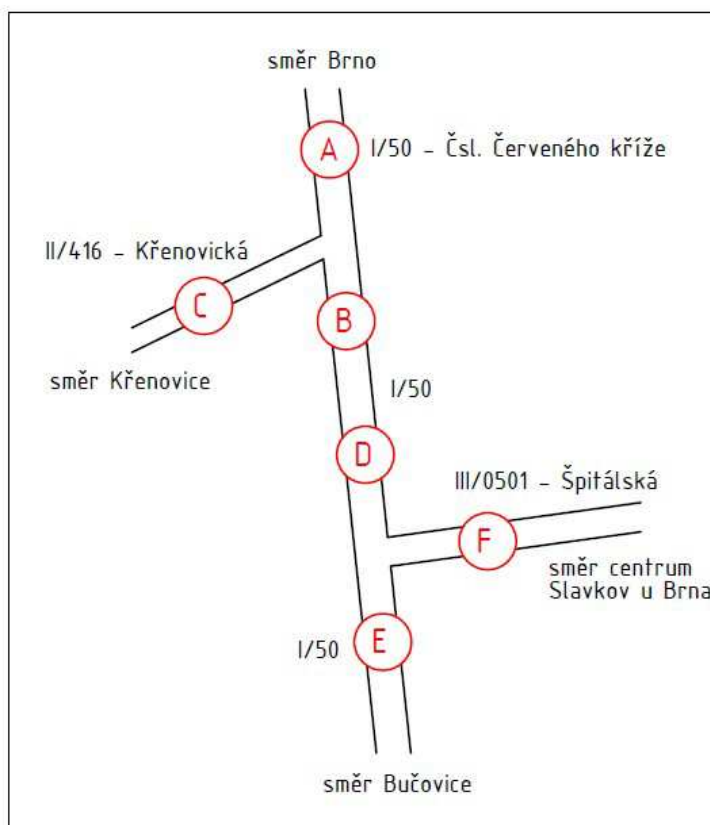 směr Brno
A
I/50 - Čsl. Červeného kříže
II/416 - Křenovická
C
B
směr Křenovice
I/50
D
III/0501 - Špitálská
F
směr centrum
Slavkov u Brna
I/50
E
směr Bučovice